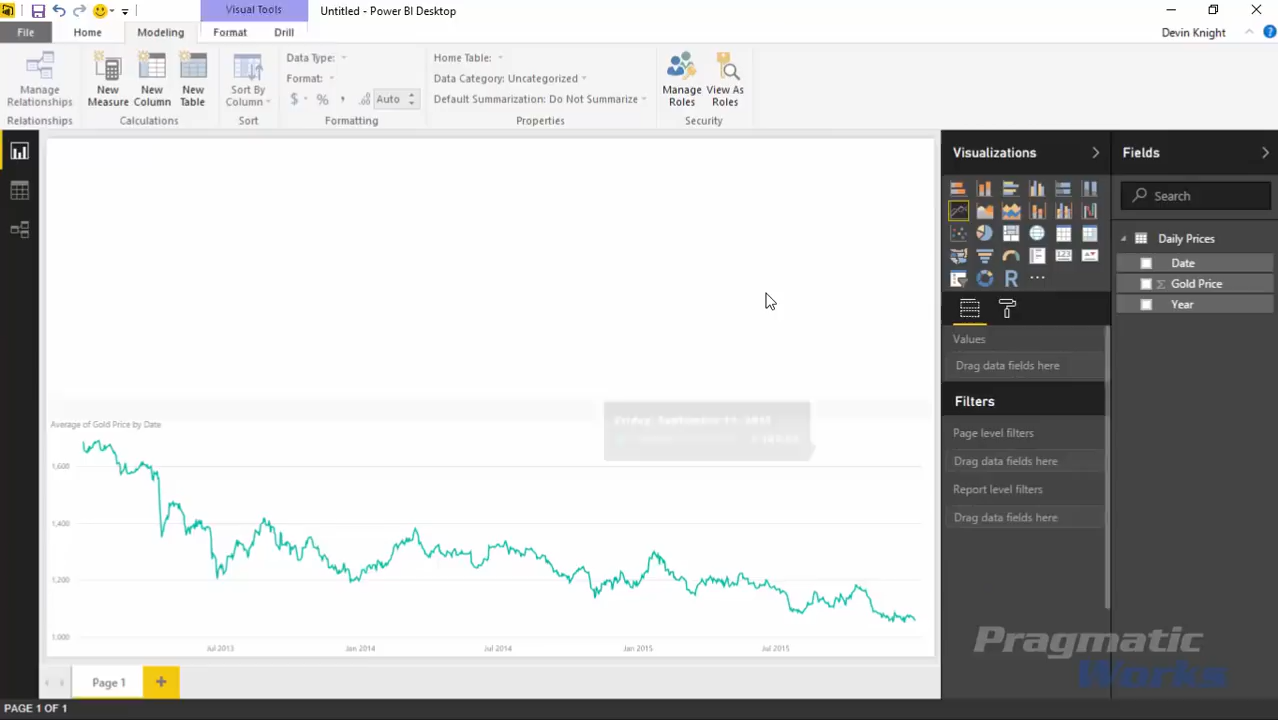 Visual Tools
Untitled - Power BI Desktop
File
Home
Modeling
Format
Drill
Devin Knight
Manage
Relationships
New
Measure
New
Column
New
Table
Sort By
Column
Data Type:
Format:
$ % , Auto
Home Table:
Data Category: Uncategorized
Default Summarization: Do Not Summarize
Manage
Roles
View As
Roles
Relationships
Calculations
Sort
Formatting
Properties
Security
Visualizations
Fields
Search
Daily Prices
Date
Gold Price
Year
R
Values
Drag data fields here
Filters
Page level filters
Drag data fields here
Report level filters
Drag data fields here
Average of Gold Price by Date
1,600
1,400
1,200
1,000
Jul 2013
Jan 2014
Jul 2014
Jan 2015
Jul 2015
Pragmatic
Works
Page 1
PAGE 1 OF 1